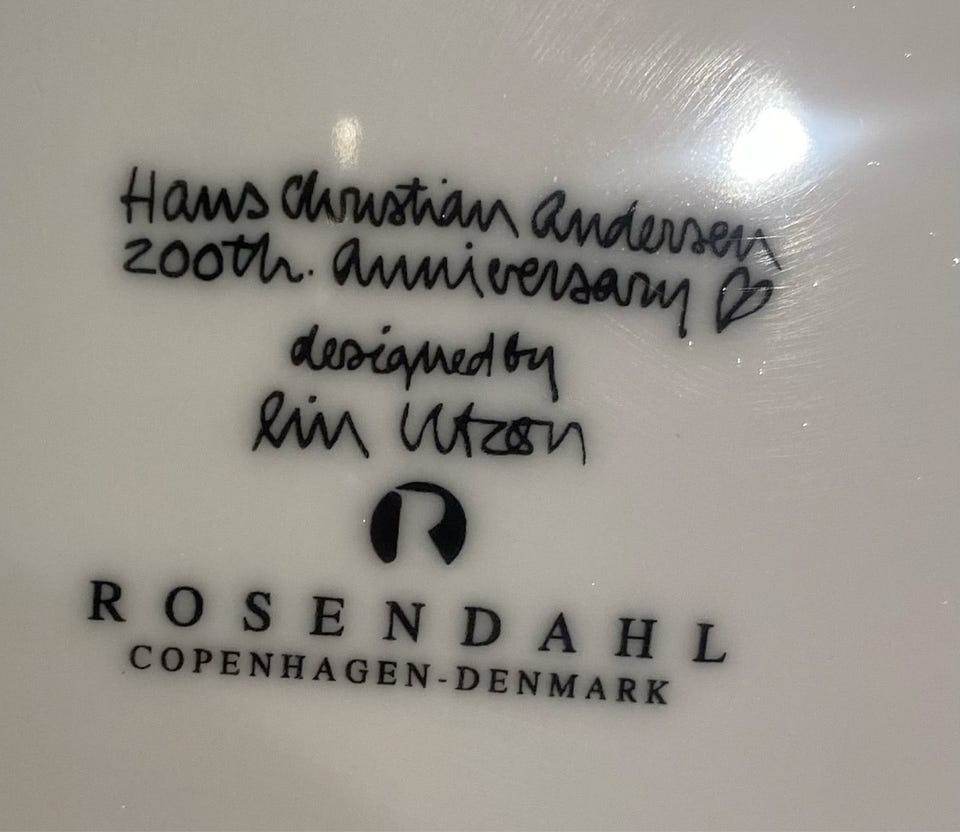 Hans Christian Andersen
200th. anniversary ♡
designed by
Lin Utzon
R
ROSENDAHL
COPENHAGEN-DENMARK